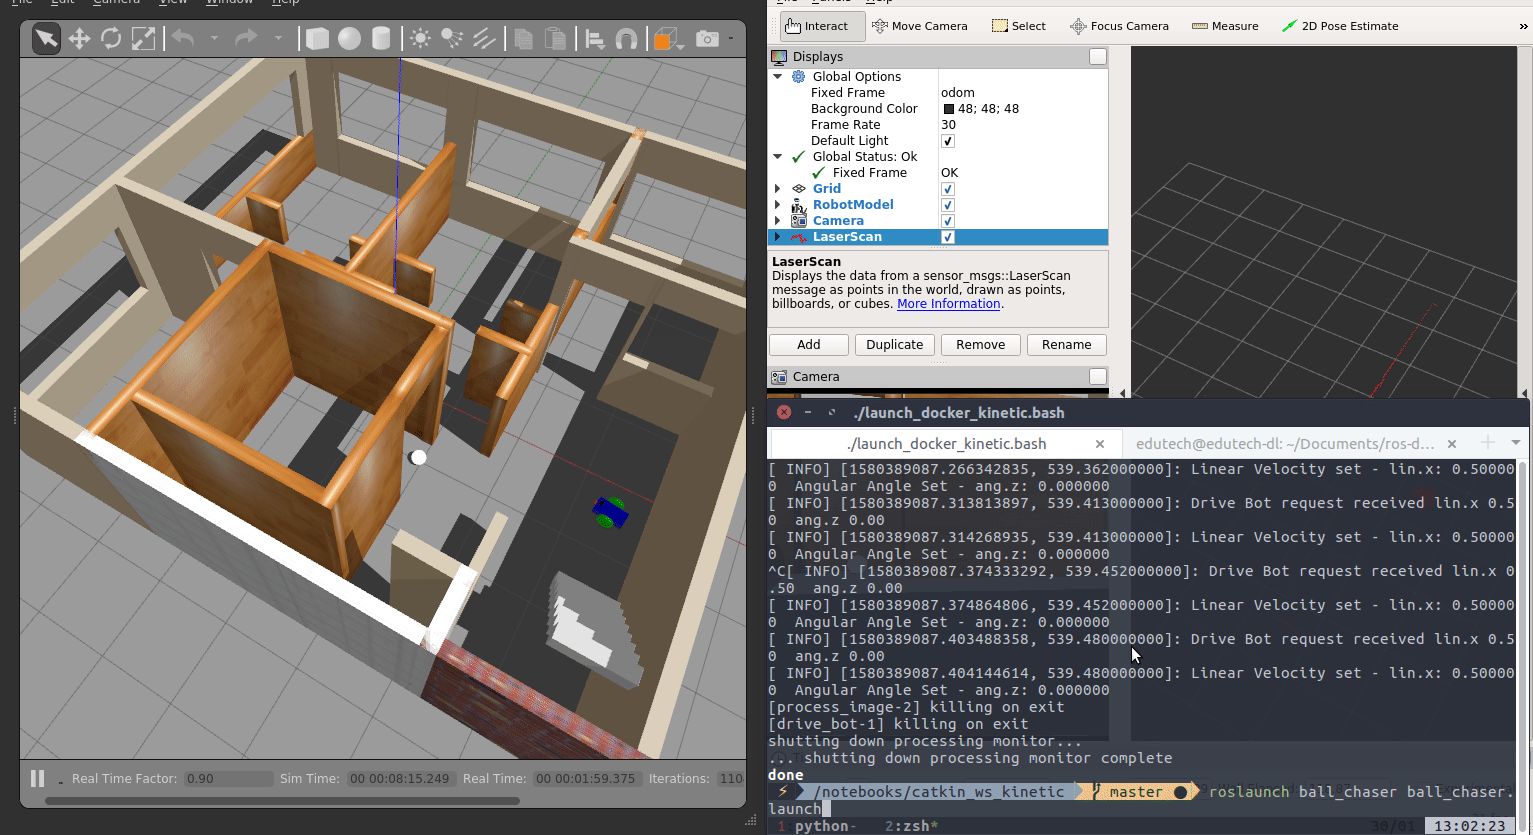 File Edit Camera View Window Help
Real Time Factor: 0.90 Sim Time: 00 00:08:15.249 Real Time: 00 00:01:59.375 Iterations: 110
Panels Help
Interact Move Camera Select Focus Camera Measure 2D Pose Estimate »
Displays
Global Options
Fixed Frame odom
Background Color 48; 48; 48
Frame Rate 30
Default Light ✔
Global Status: Ok
Fixed Frame OK
Grid
RobotModel
Camera
LaserScan
LaserScan
Displays the data from a sensor_msgs::LaserScan
message as points in the world, drawn as points,
billboards, or cubes. More Information.
Add Duplicate Remove Rename
Camera
./launch_docker_kinetic.bash
./launch_docker_kinetic.bash edutech@edutech-dl: ~/Documents/ros-d...
[ INFO] [1580389087.266342835, 539.362000000]: Linear Velocity set - lin.x: 0.50000
0  Angular Angle Set - ang.z: 0.000000
[ INFO] [1580389087.313813897, 539.413000000]: Drive Bot request received lin.x 0.5
0  ang.z 0.00
[ INFO] [1580389087.314268935, 539.413000000]: Linear Velocity set - lin.x: 0.50000
0  Angular Angle Set - ang.z: 0.000000
^C[ INFO] [1580389087.374333292, 539.452000000]: Drive Bot request received lin.x 0
.50  ang.z 0.00
[ INFO] [1580389087.374864806, 539.452000000]: Linear Velocity set - lin.x: 0.50000
0  Angular Angle Set - ang.z: 0.000000
[ INFO] [1580389087.403488358, 539.480000000]: Drive Bot request received lin.x 0.5
0  ang.z 0.00
[ INFO] [1580389087.404144614, 539.480000000]: Linear Velocity set - lin.x: 0.50000
0  Angular Angle Set - ang.z: 0.000000
[process_image-2] killing on exit
[drive_bot-1] killing on exit
shutting down processing monitor...
... shutting down processing monitor complete
done
/notebooks/catkin_ws_kinetic master roslaunch ball_chaser ball_chaser.
launch
1:python- 2:zsh* 30/01 13:02:23